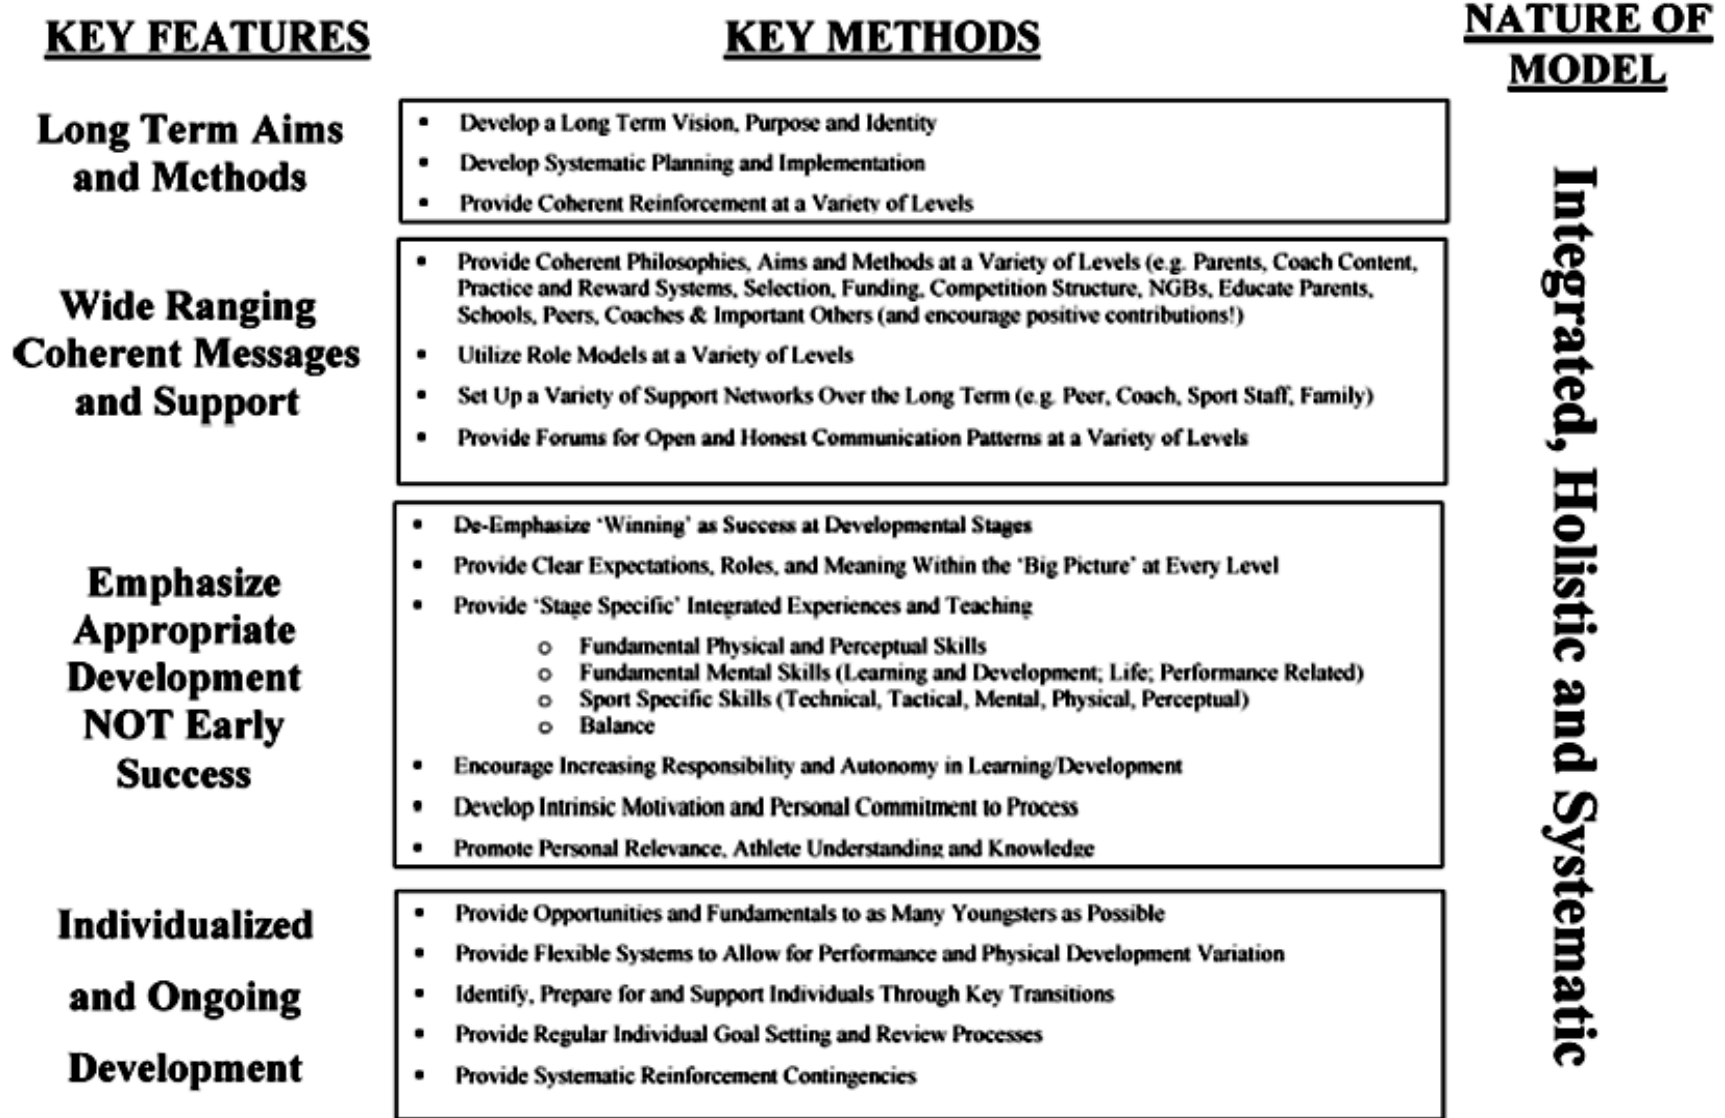 KEY FEATURES
KEY METHODS
NATURE OF
MODEL
Long Term Aims
and Methods
▪ Develop a Long Term Vision, Purpose and Identity
▪ Develop Systematic Planning and Implementation
▪ Provide Coherent Reinforcement at a Variety of Levels
Wide Ranging
Coherent Messages
and Support
▪ Provide Coherent Philosophies, Aims and Methods at a Variety of Levels (e.g. Parents, Coach Content,
Practice and Reward Systems, Selection, Funding, Competition Structure, NGBs, Educate Parents,
Schools, Peers, Coaches & Important Others (and encourage positive contributions!)
▪ Utilize Role Models at a Variety of Levels
▪ Set Up a Variety of Support Networks Over the Long Term (e.g. Peer, Coach, Sport Staff, Family)
▪ Provide Forums for Open and Honest Communication Patterns at a Variety of Levels
Emphasize
Appropriate
Development
NOT Early
Success
▪ De-Emphasize ‘Winning’ as Success at Developmental Stages
▪ Provide Clear Expectations, Roles, and Meaning Within the ‘Big Picture’ at Every Level
▪ Provide ‘Stage Specific’ Integrated Experiences and Teaching
o Fundamental Physical and Perceptual Skills
o Fundamental Mental Skills (Learning and Development; Life; Performance Related)
o Sport Specific Skills (Technical, Tactical, Mental, Physical, Perceptual)
o Balance
▪ Encourage Increasing Responsibility and Autonomy in Learning/Development
▪ Develop Intrinsic Motivation and Personal Commitment to Process
▪ Promote Personal Relevance, Athlete Understanding and Knowledge
Individualized
and Ongoing
Development
▪ Provide Opportunities and Fundamentals to as Many Youngsters as Possible
▪ Provide Flexible Systems to Allow for Performance and Physical Development Variation
▪ Identify, Prepare for and Support Individuals Through Key Transitions
▪ Provide Regular Individual Goal Setting and Review Processes
▪ Provide Systematic Reinforcement Contingencies
Integrated, Holistic and Systematic